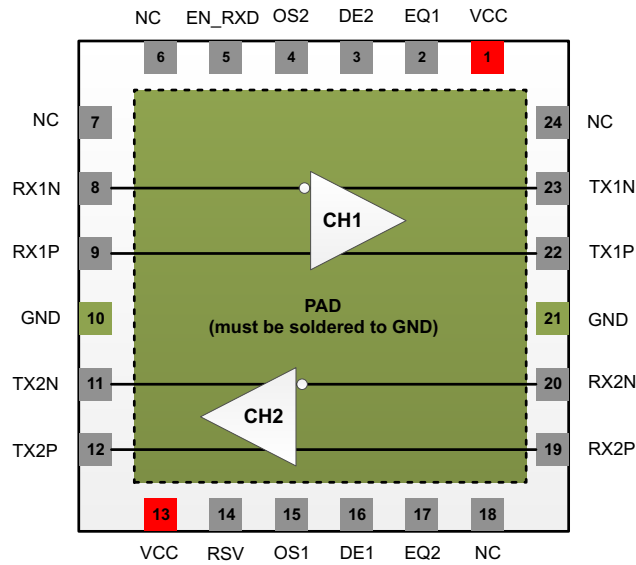 NC EN_RXD OS2 DE2 EQ1 VCC
6 5 4 3 2 1
NC 7 24 NC
RX1N 8 23 TX1N
CH1
RX1P 9 22 TX1P
PAD
GND 10 21 GND
(must be soldered to GND)
TX2N 11 20 RX2N
CH2
TX2P 12 19 RX2P
13 14 15 16 17 18
VCC RSV OS1 DE1 EQ2 NC